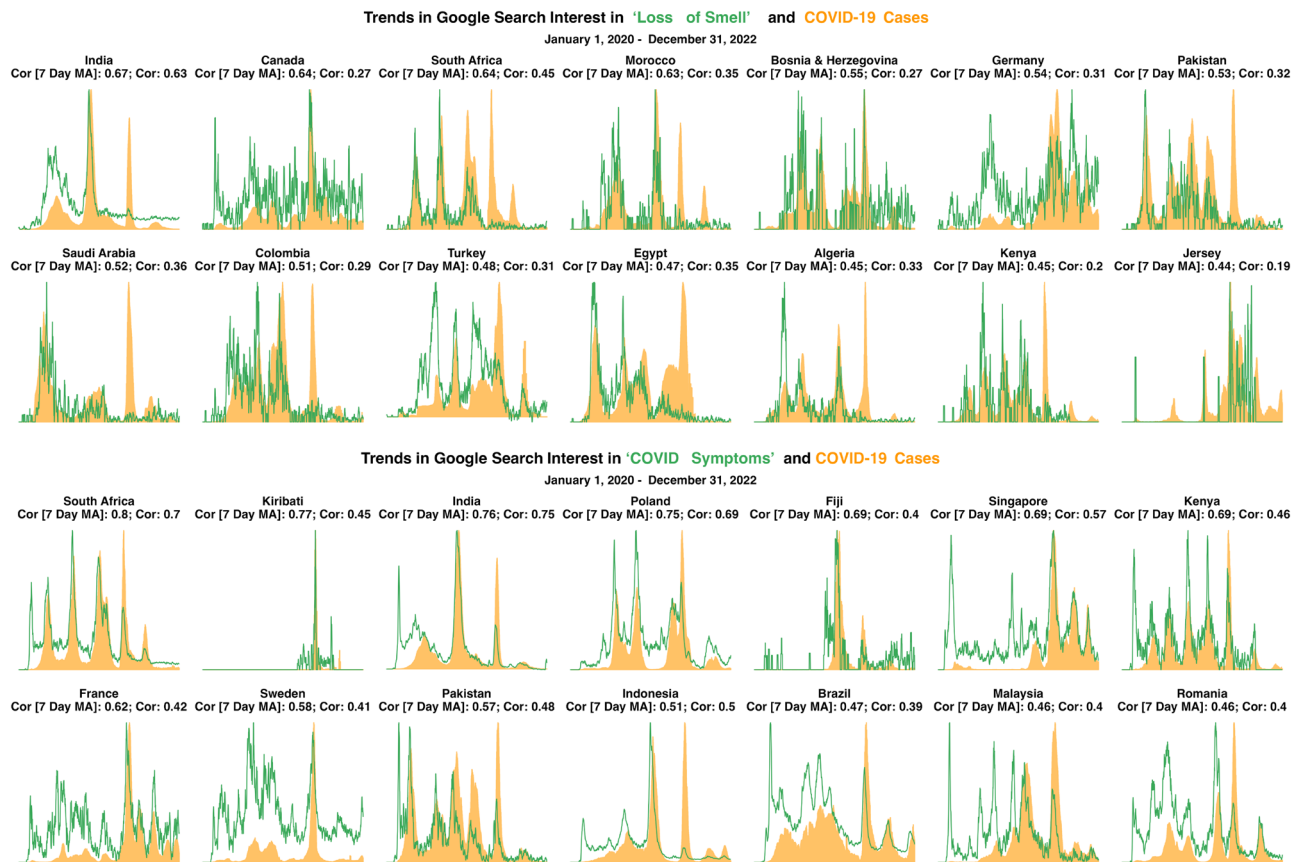 Trends in Google Search Interest in 'Loss of Smell' and COVID-19 Cases
January 1, 2020 - December 31, 2022
India Canada South Africa Morocco Bosnia & Herzegovina Germany Pakistan
Cor [7 Day MA]: 0.67; Cor: 0.63 Cor [7 Day MA]: 0.64; Cor: 0.27 Cor [7 Day MA]: 0.64; Cor: 0.45 Cor [7 Day MA]: 0.63; Cor: 0.35 Cor [7 Day MA]: 0.55; Cor: 0.27 Cor [7 Day MA]: 0.54; Cor: 0.31 Cor [7 Day MA]: 0.53; Cor: 0.32
Saudi Arabia Colombia Turkey Egypt Algeria Kenya Jersey
Cor [7 Day MA]: 0.52; Cor: 0.36 Cor [7 Day MA]: 0.51; Cor: 0.29 Cor [7 Day MA]: 0.48; Cor: 0.31 Cor [7 Day MA]: 0.47; Cor: 0.35 Cor [7 Day MA]: 0.45; Cor: 0.33 Cor [7 Day MA]: 0.45; Cor: 0.2 Cor [7 Day MA]: 0.44; Cor: 0.19
Trends in Google Search Interest in 'COVID Symptoms' and COVID-19 Cases
January 1, 2020 - December 31, 2022
South Africa Kiribati India Poland Fiji Singapore Kenya
Cor [7 Day MA]: 0.8; Cor: 0.7 Cor [7 Day MA]: 0.77; Cor: 0.45 Cor [7 Day MA]: 0.76; Cor: 0.75 Cor [7 Day MA]: 0.75; Cor: 0.69 Cor [7 Day MA]: 0.69; Cor: 0.4 Cor [7 Day MA]: 0.69; Cor: 0.57 Cor [7 Day MA]: 0.69; Cor: 0.46
France Sweden Pakistan Indonesia Brazil Malaysia Romania
Cor [7 Day MA]: 0.62; Cor: 0.42 Cor [7 Day MA]: 0.58; Cor: 0.41 Cor [7 Day MA]: 0.57; Cor: 0.48 Cor [7 Day MA]: 0.51; Cor: 0.5 Cor [7 Day MA]: 0.47; Cor: 0.39 Cor [7 Day MA]: 0.46; Cor: 0.4 Cor [7 Day MA]: 0.46; Cor: 0.4